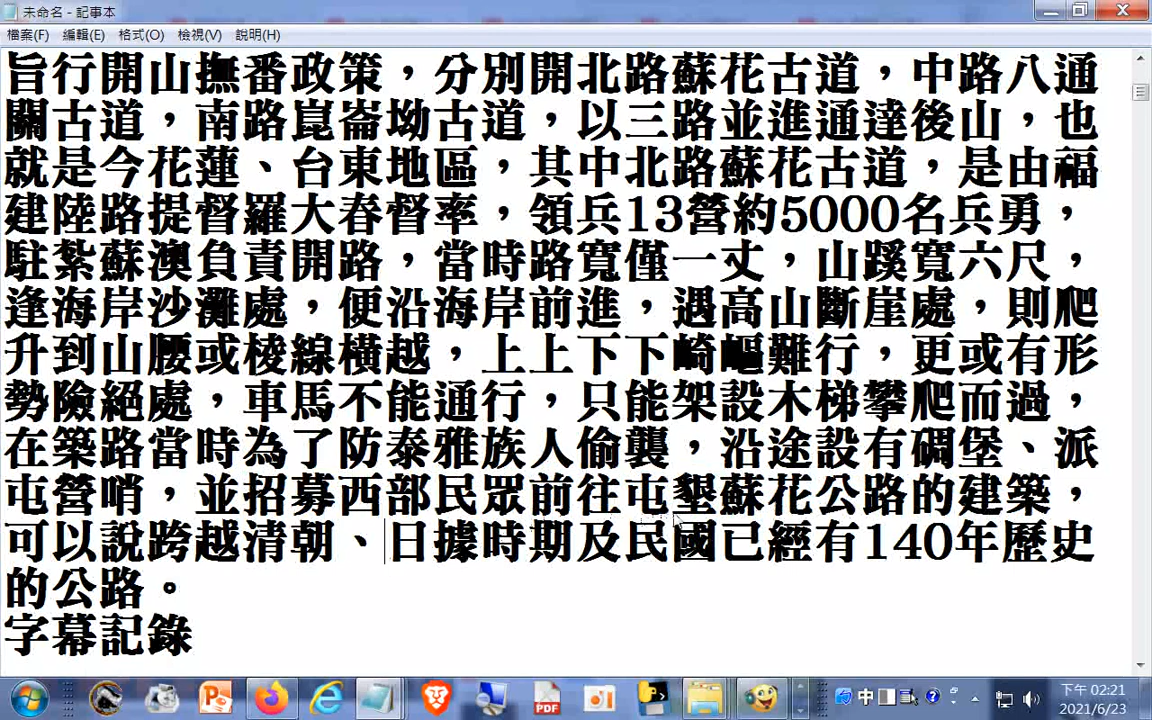 未命名 - 記事本
檔案(F) 編輯(E) 格式(O) 檢視(V) 說明(H)
旨行開山撫番政策，分別開北路蘇花古道，中路八通
關古道，南路崑崙坳古道，以三路並進通達後山，也
就是今花蓮、台東地區，其中北路蘇花古道，是由福
建陸路提督羅大春督率，領兵13營約5000名兵勇，
駐紮蘇澳負責開路，當時路寬僅一丈，山蹊寬六尺，
逢海岸沙灘處，便沿海岸前進，遇高山斷崖處，則爬
升到山腰或棱線橫越，上上下下崎嶇難行，更或有形
勢險絕處，車馬不能通行，只能架設木梯攀爬而過，
在築路當時為了防泰雅族人偷襲，沿途設有碉堡、派
屯營哨，並招募西部民眾前往屯墾蘇花公路的建築，
可以說跨越清朝、日據時期及民國已經有140年歷史
的公路。
字幕記錄
PDF
中
下午 02:21
2021/6/23